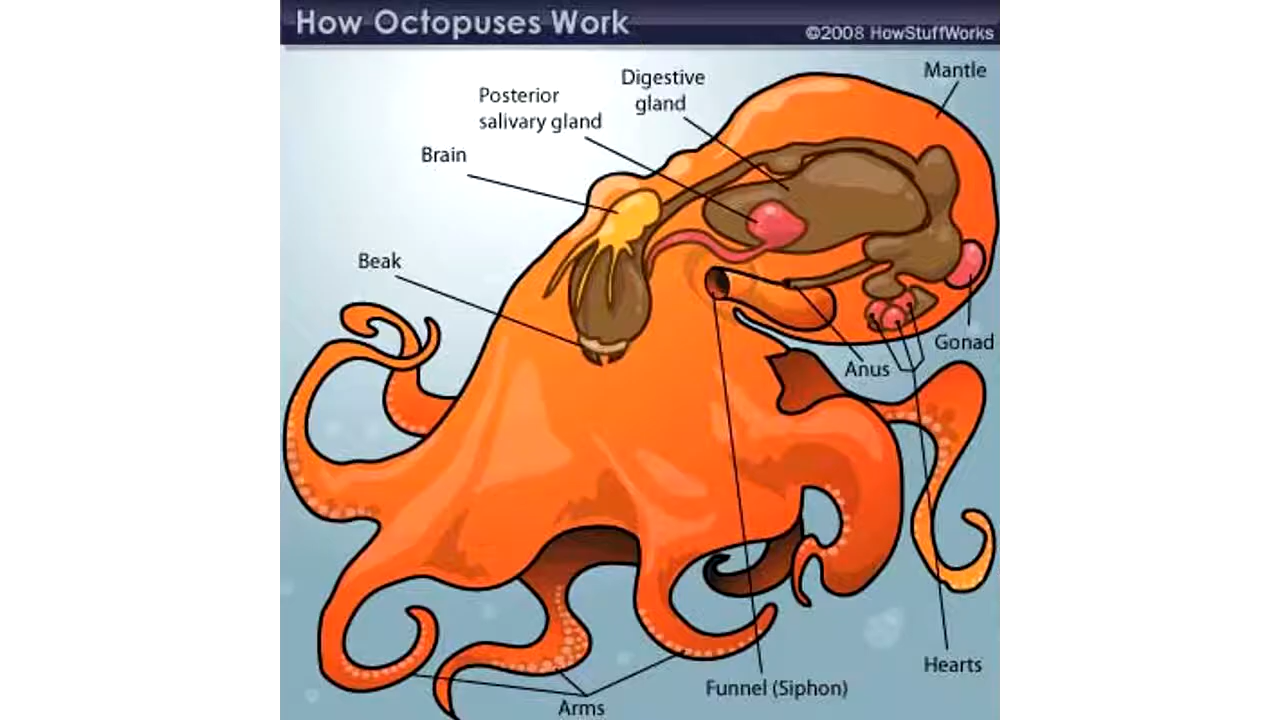 How Octopuses Work
©2008 HowStuffWorks
Mantle
Digestive
gland
Posterior
salivary gland
Brain
Beak
Gonad
Anus
Hearts
Funnel (Siphon)
Arms